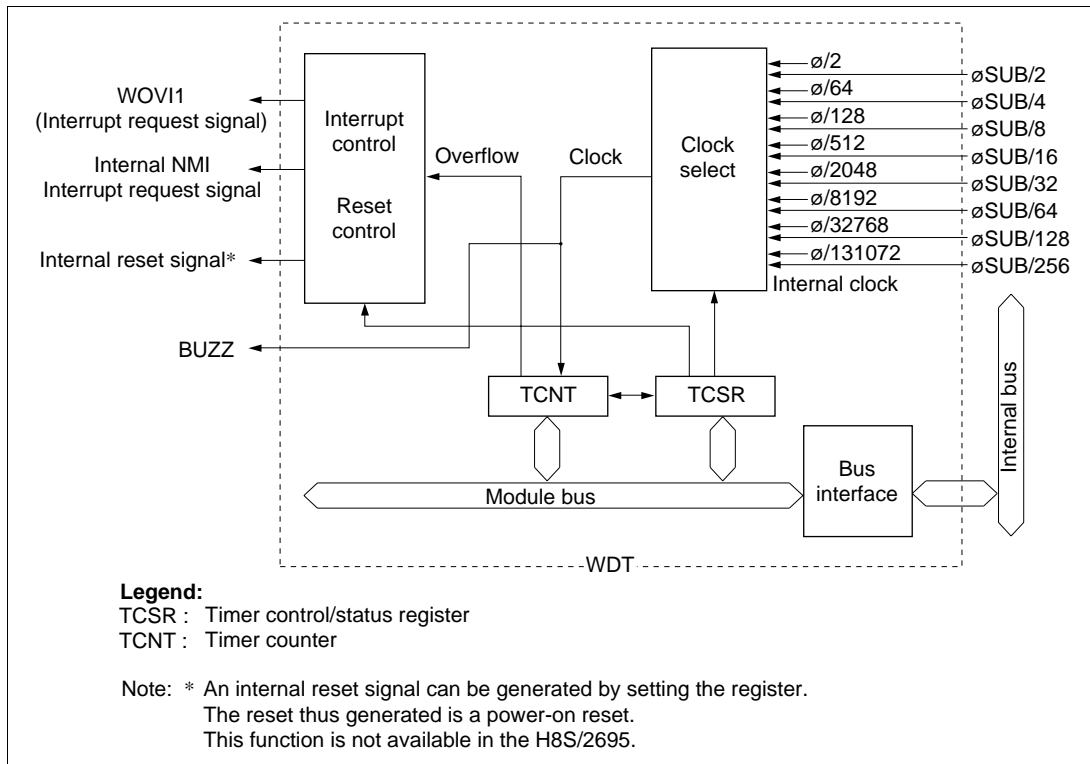 WOVI1
(Interrupt request signal)
Internal NMI
Interrupt request signal
Internal reset signal*
BUZZ
Interrupt
control
Reset
control
Overflow
Clock
Clock
select
ø/2
ø/64
ø/128
ø/512
ø/2048
ø/8192
ø/32768
ø/131072
Internal clock
øSUB/2
øSUB/4
øSUB/8
øSUB/16
øSUB/32
øSUB/64
øSUB/128
øSUB/256
TCNT
TCSR
Module bus
Bus
interface
Internal bus
WDT
Legend:
TCSR : Timer control/status register
TCNT : Timer counter
Note: * An internal reset signal can be generated by setting the register.
The reset thus generated is a power-on reset.
This function is not available in the H8S/2695.